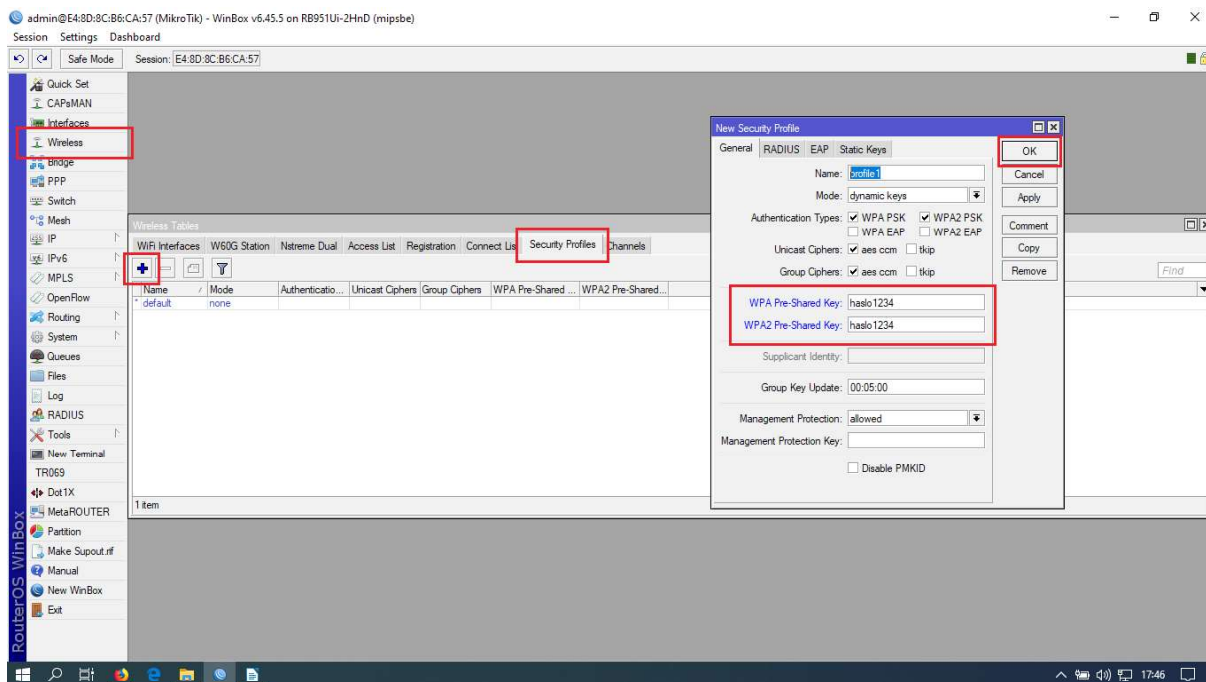 admin@E4:8D:8C:B6:CA:57 (MikroTik) - WinBox v6.45.5 on RB951Ui-2HnD (mipsbe)
Session Settings Dashboard
Safe Mode Session: E4:8D:8C:B6:CA:57
Quick Set
CAPsMAN
Interfaces
Wireless
Bridge
PPP
Switch
Mesh
IP
IPv6
MPLS
OpenFlow
Routing
System
Queues
Files
Log
RADIUS
Tools
New Terminal
TR069
Dot1X
MetaROUTER
Partition
Make Supout.rif
Manual
New WinBox
Exit
RouterOS WinBox
Wireless Tables
WiFi Interfaces W60G Station Nstreme Dual Access List Registration Connect List Security Profiles Channels
Find
Name / Mode Authenticatio... Unicast Ciphers Group Ciphers WPA Pre-Shared ... WPA2 Pre-Shared...
* default none
1 item
New Security Profile
General RADIUS EAP Static Keys
Name: profile1
Mode: dynamic keys
Authentication Types: WPA PSK WPA2 PSK
WPA EAP WPA2 EAP
Unicast Ciphers: aes ccm tkip
Group Ciphers: aes ccm tkip
WPA Pre-Shared Key: haslo1234
WPA2 Pre-Shared Key: haslo1234
Supplicant Identity:
Group Key Update: 00:05:00
Management Protection: allowed
Management Protection Key:
Disable PMKID
OK
Cancel
Apply
Comment
Copy
Remove
17:46